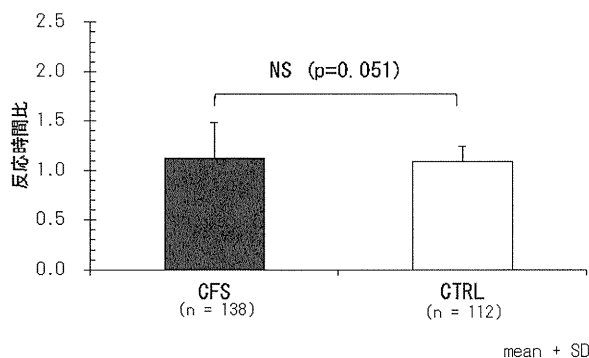 2.5
2.0
1.5
1.0
0.5
0.0
反応時間比
NS (p=0.051)
CFS
(n = 138)
CTRL
(n = 112)
mean + SD